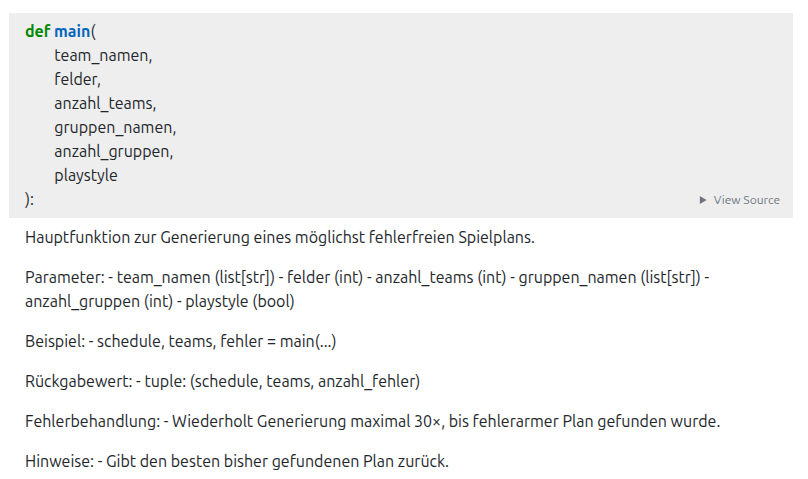 def main(
team_namen,
felder,
anzahl_teams,
gruppen_namen,
anzahl_gruppen,
playstyle
):
▶ View Source
Hauptfunktion zur Generierung eines möglichst fehlerfreien Spielplans.
Parameter: - team_namen (list[str]) - felder (int) - anzahl_teams (int) - gruppen_namen (list[str]) -
anzahl_gruppen (int) - playstyle (bool)
Beispiel: - schedule, teams, fehler = main(...)
Rückgabewert: - tuple: (schedule, teams, anzahl_fehler)
Fehlerbehandlung: - Wiederholt Generierung maximal 30×, bis fehlerarmer Plan gefunden wurde.
Hinweise: - Gibt den besten bisher gefundenen Plan zurück.